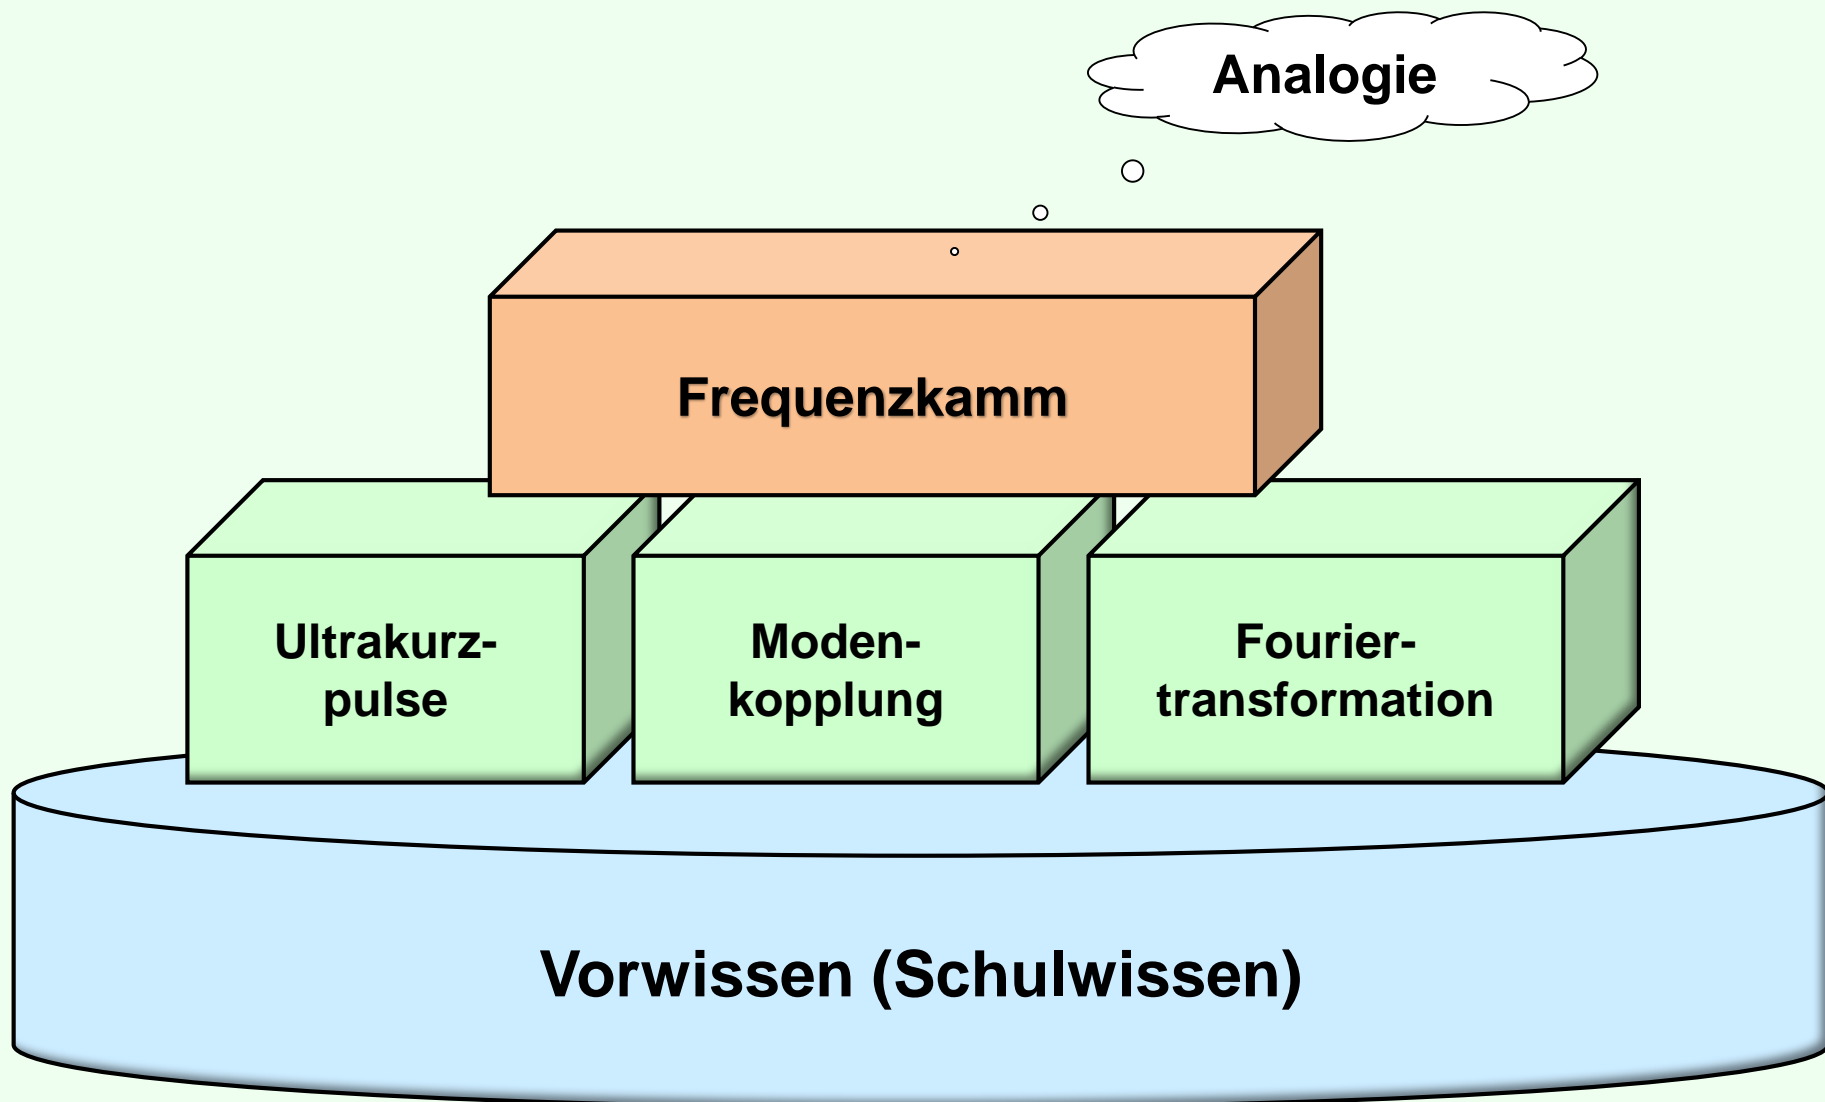 Analogie
Frequenzkamm
Ultrakurz-
pulse
Moden-
kopplung
Fourier-
transformation
Vorwissen (Schulwissen)